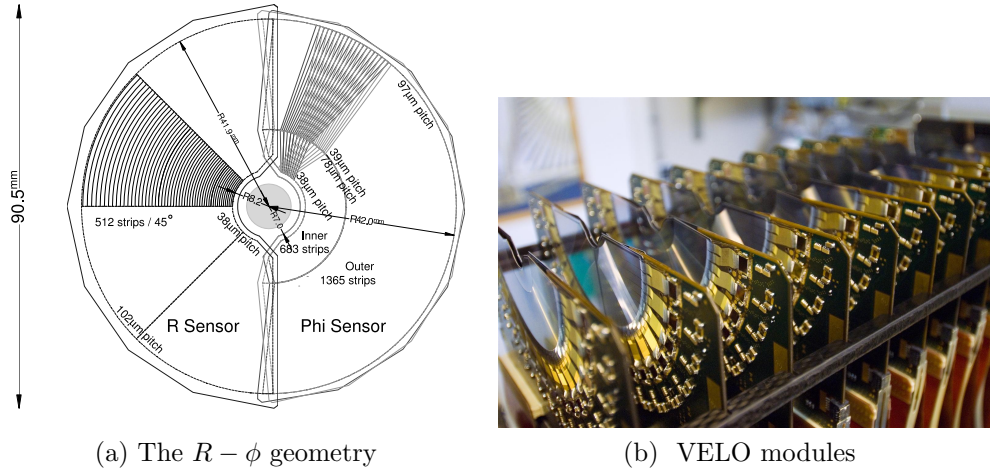 90.5mm
R41.9mm
97µm pitch
39µm pitch
78µm pitch
38µm pitch
R8.2
R7.0
R42.0mm
512 strips / 45°
38µm pitch
Inner
683 strips
Outer
1365 strips
102µm pitch
R Sensor
Phi Sensor
(a) The R − ϕ geometry
(b) VELO modules